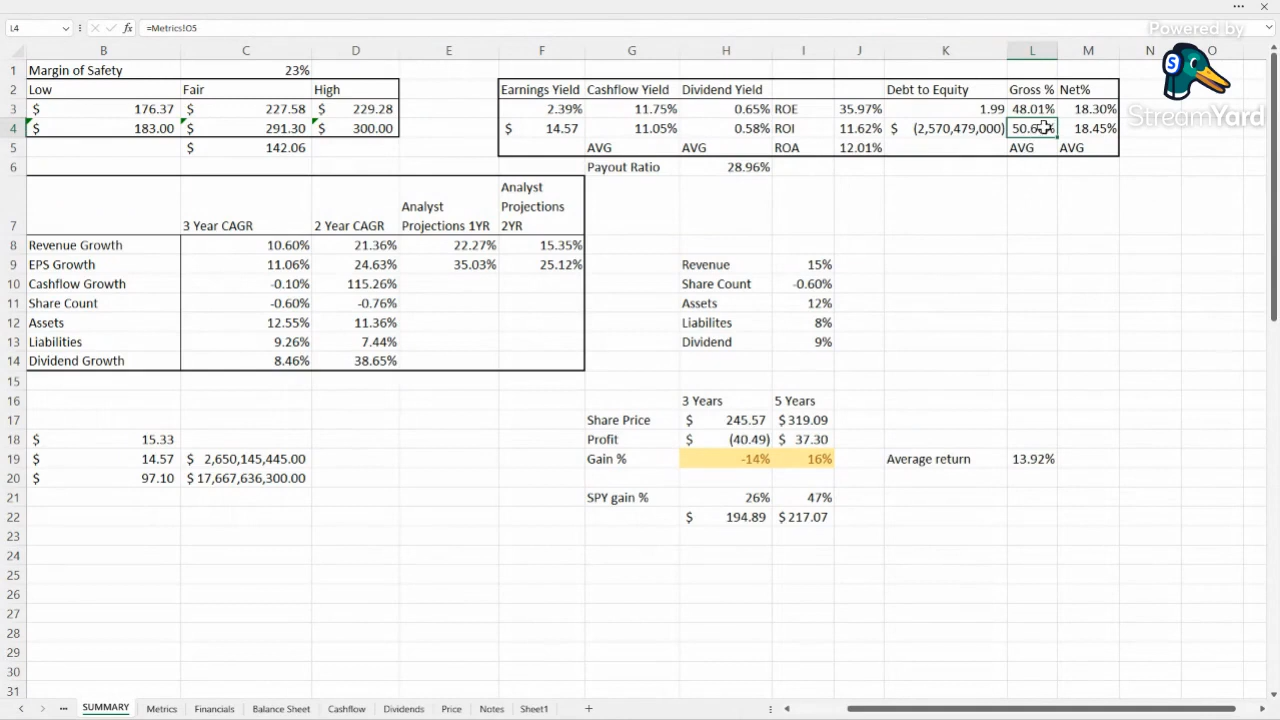 Powered by
StreamYard
L4 fx =Metrics!O5
B C D E F G H I J K L M N O
1 Margin of Safety 23%
2 Low Fair High Earnings Yield Cashflow Yield Dividend Yield Debt to Equity Gross % Net%
3 $ 176.37 $ 227.58 $ 229.28 2.39% 11.75% 0.65% ROE 35.97% 1.99 48.01% 18.30%
4 $ 183.00 $ 291.30 $ 300.00 $ 14.57 11.05% 0.58% ROI 11.62% $ (2,570,479,000) 18.45%
5 $ 142.06 AVG AVG ROA 12.01% AVG AVG
6 Payout Ratio 28.96%
7 3 Year CAGR 2 Year CAGR Analyst Projections 1YR Analyst Projections 2YR
8 Revenue Growth 10.60% 21.36% 22.27% 15.35%
9 EPS Growth 11.06% 24.63% 35.03% 25.12% Revenue 15%
10 Cashflow Growth -0.10% 115.26% Share Count -0.60%
11 Share Count -0.60% -0.76% Assets 12%
12 Assets 12.55% 11.36% Liabilites 8%
13 Liabilities 9.26% 7.44% Dividend 9%
14 Dividend Growth 8.46% 38.65%
15
16 3 Years 5 Years
17 Share Price $ 245.57 $ 319.09
18 $ 15.33 Profit $ (40.49) $ 37.30
19 $ 14.57 $ 2,650,145,445.00 Gain % -14% 16% Average return 13.92%
20 $ 97.10 $ 17,667,636,300.00
21 SPY gain % 26% 47%
22 $ 194.89 $ 217.07
23
24
25
26
27
28
29
30
31
SUMMARY Metrics Financials Balance Sheet Cashflow Dividends Price Notes Sheet1